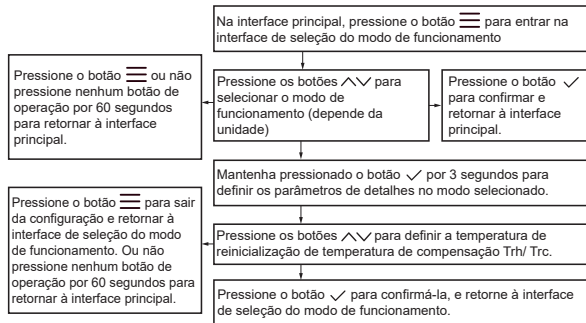 Na interface principal, pressione o botão ☰ para entrar na
interface de seleção do modo de funcionamento
Pressione o botão ☰ ou não
pressione nenhum botão de
operação por 60 segundos
para retornar à interface
principal.
Pressione os botões ︿﹀ para
selecionar o modo de
funcionamento (depende da
unidade)
Pressione o botão ✓
para confirmar e
retornar à interface
principal.
Mantenha pressionado o botão ✓ por 3 segundos para
definir os parâmetros de detalhes no modo selecionado.
Pressione o botão ☰ para sair
da configuração e retornar à
interface de seleção do modo
de funcionamento. Ou não
pressione nenhum botão de
operação por 60 segundos para
retornar à interface principal.
Pressione os botões ︿﹀ para definir a temperatura de
reinicialização de temperatura de compensação Trh/ Trc.
Pressione o botão ✓ para confirmá-la, e retorne à interface
de seleção do modo de funcionamento.